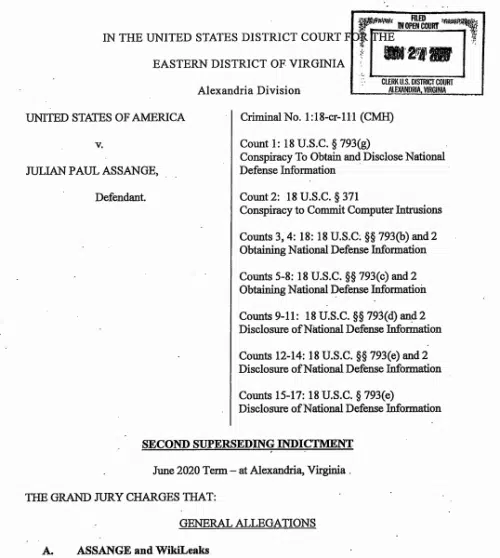 FILED
IN OPEN COURT
CLERK U.S. DISTRICT COURT
ALEXANDRIA, VIRGINIA
IN THE UNITED STATES DISTRICT COURT FOR THE
EASTERN DISTRICT OF VIRGINIA
Alexandria Division
UNITED STATES OF AMERICA
v.
JULIAN PAUL ASSANGE,
Defendant.
Criminal No. 1:18-cr-111 (CMH)
Count 1: 18 U.S.C. § 793(g)
Conspiracy To Obtain and Disclose National
Defense Information
Count 2: 18 U.S.C. § 371
Conspiracy to Commit Computer Intrusions
Counts 3, 4: 18: 18 U.S.C. §§ 793(b) and 2
Obtaining National Defense Information
Counts 5-8: 18 U.S.C. §§ 793(c) and 2
Obtaining National Defense Information
Counts 9-11: 18 U.S.C. §§ 793(d) and 2
Disclosure of National Defense Information
Counts 12-14: 18 U.S.C. §§ 793(e) and 2
Disclosure of National Defense Information
Counts 15-17: 18 U.S.C. § 793(e)
Disclosure of National Defense Information
SECOND SUPERSEDING INDICTMENT
June 2020 Term – at Alexandria, Virginia
THE GRAND JURY CHARGES THAT:
GENERAL ALLEGATIONS
A. ASSANGE and WikiLeaks